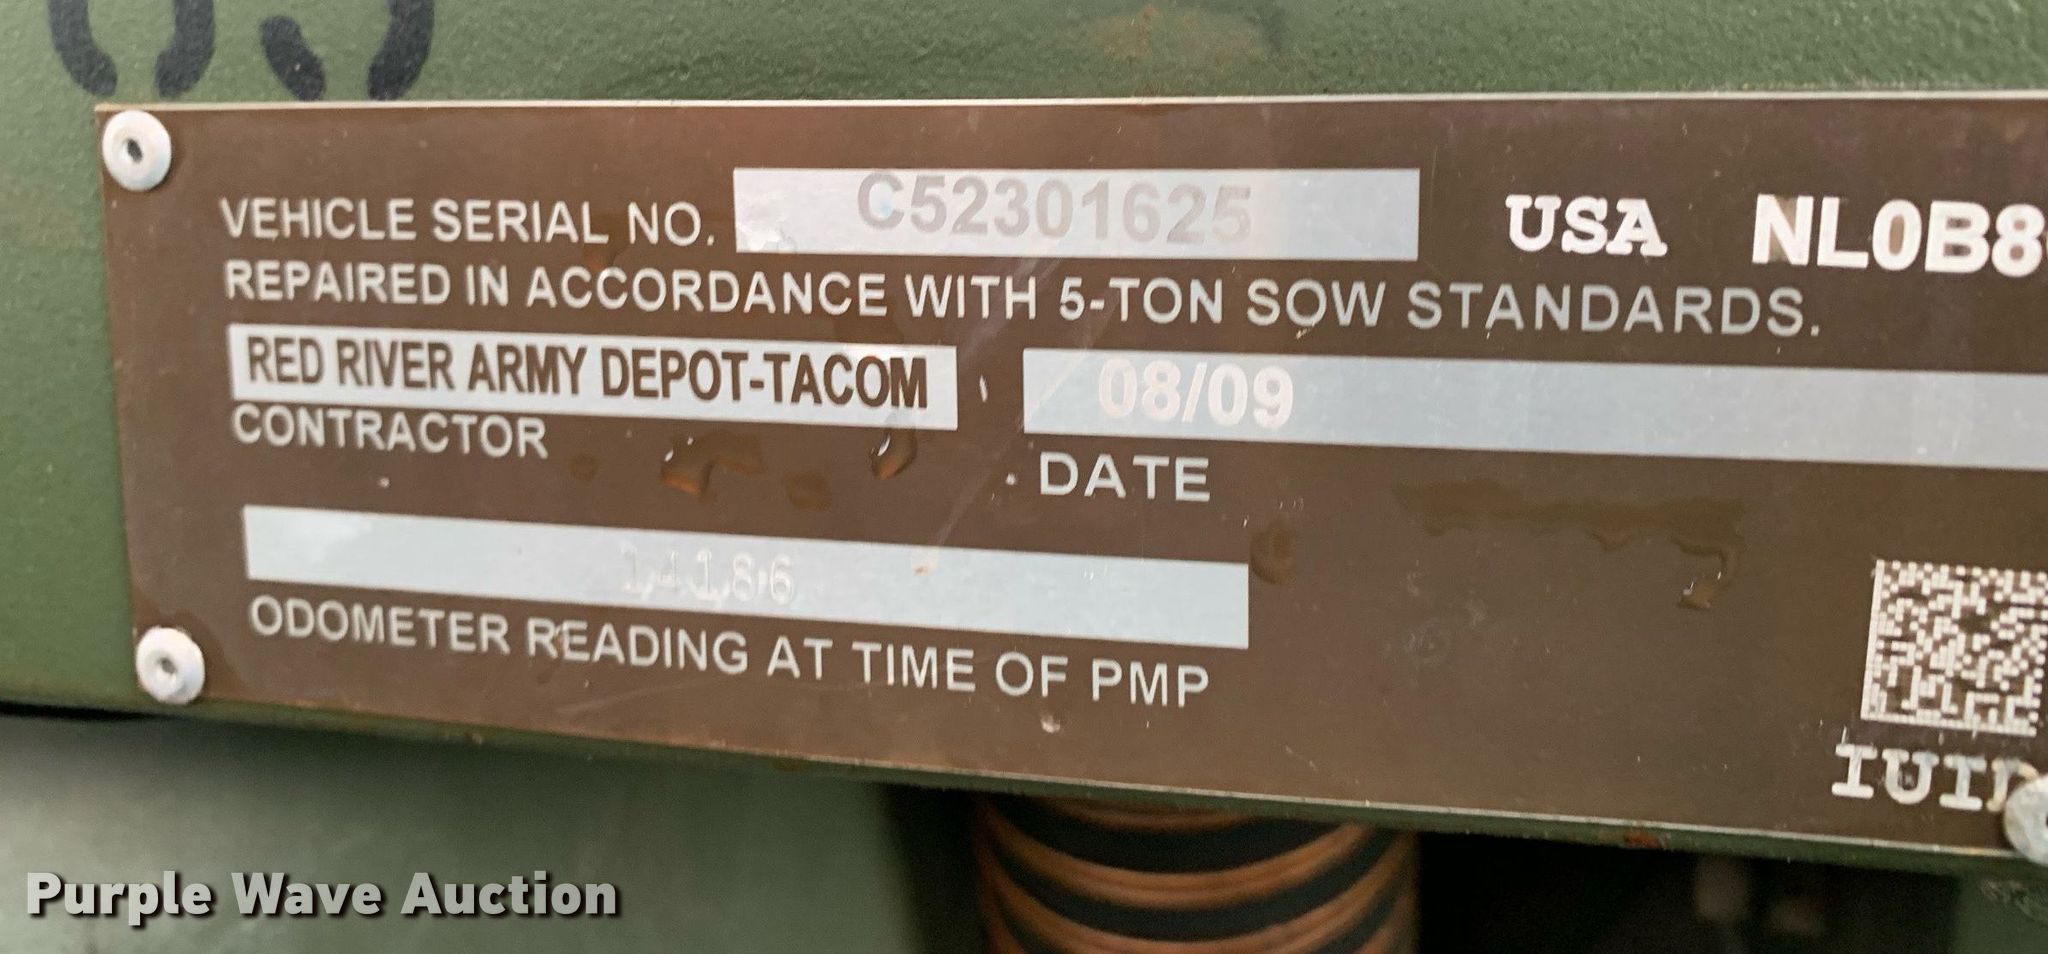 VEHICLE SERIAL NO. C52301625 USA NL0B8
REPAIRED IN ACCORDANCE WITH 5-TON SOW STANDARDS.
RED RIVER ARMY DEPOT-TACOM 08/09
CONTRACTOR DATE
14186
ODOMETER READING AT TIME OF PMP
IUID
Purple Wave Auction